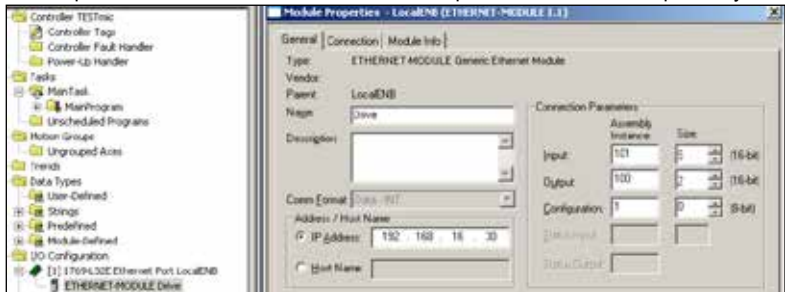 Controller TESTmic
Controller Tags
Controller Fault Handler
Power-Up Handler
Tasks
MainTask
MainProgram
Unscheduled Programs
Motion Groups
Ungrouped Axes
Trends
Data Types
User-Defined
Strings
Predefined
Module-Defined
I/O Configuration
[1] 1769-L32E Ethernet Port LocalENB
ETHERNET-MODULE Drive
Module Properties - LocalENB (ETHERNET-MODULE 1.1)
General Connection Module Info
Type: ETHERNET-MODULE Generic Ethernet Module
Vendor:
Parent: LocalENB
Name: Drive
Description:
Comm Format: Data - INT
Address / Host Name
IP Address: 192 . 168 . 16 . 30
Host Name:
Connection Parameters
Assembly
Instance: Size:
Input: 101 5 (16-bit)
Output: 100 2 (16-bit)
Configuration: 1 0 (8-bit)
Status Input:
Status Output: